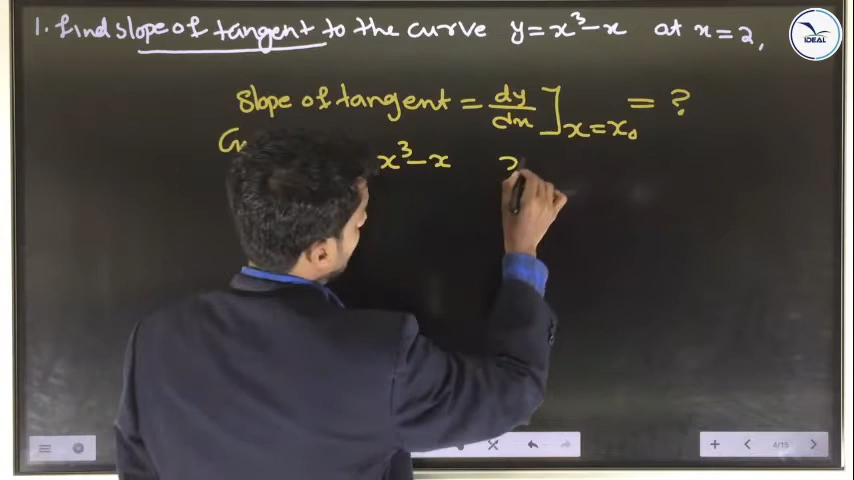 1. find slope of tangent to the curve y=x³-x at x=2,
IDEAL
Slope of tangent = dy/dx ]x=x₀ = ?
x³-x
4/15